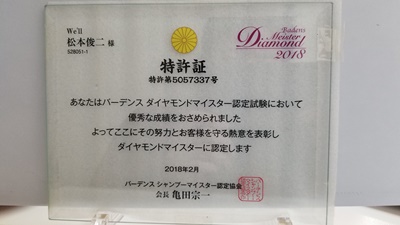 We'll
松本俊二 様
S28051-1
Badens
Meister
Diamond
2018
特許証
特許第5057337号
あなたはバーデンス ダイヤモンドマイスター認定試験において
優秀な成績をおさめられました
よってここにその努力とお客様を守る熱意を表彰し
ダイヤモンドマイスターに認定します
2018年2月
バーデンス シャンプーマイスター認定協会
会長 亀田宗一